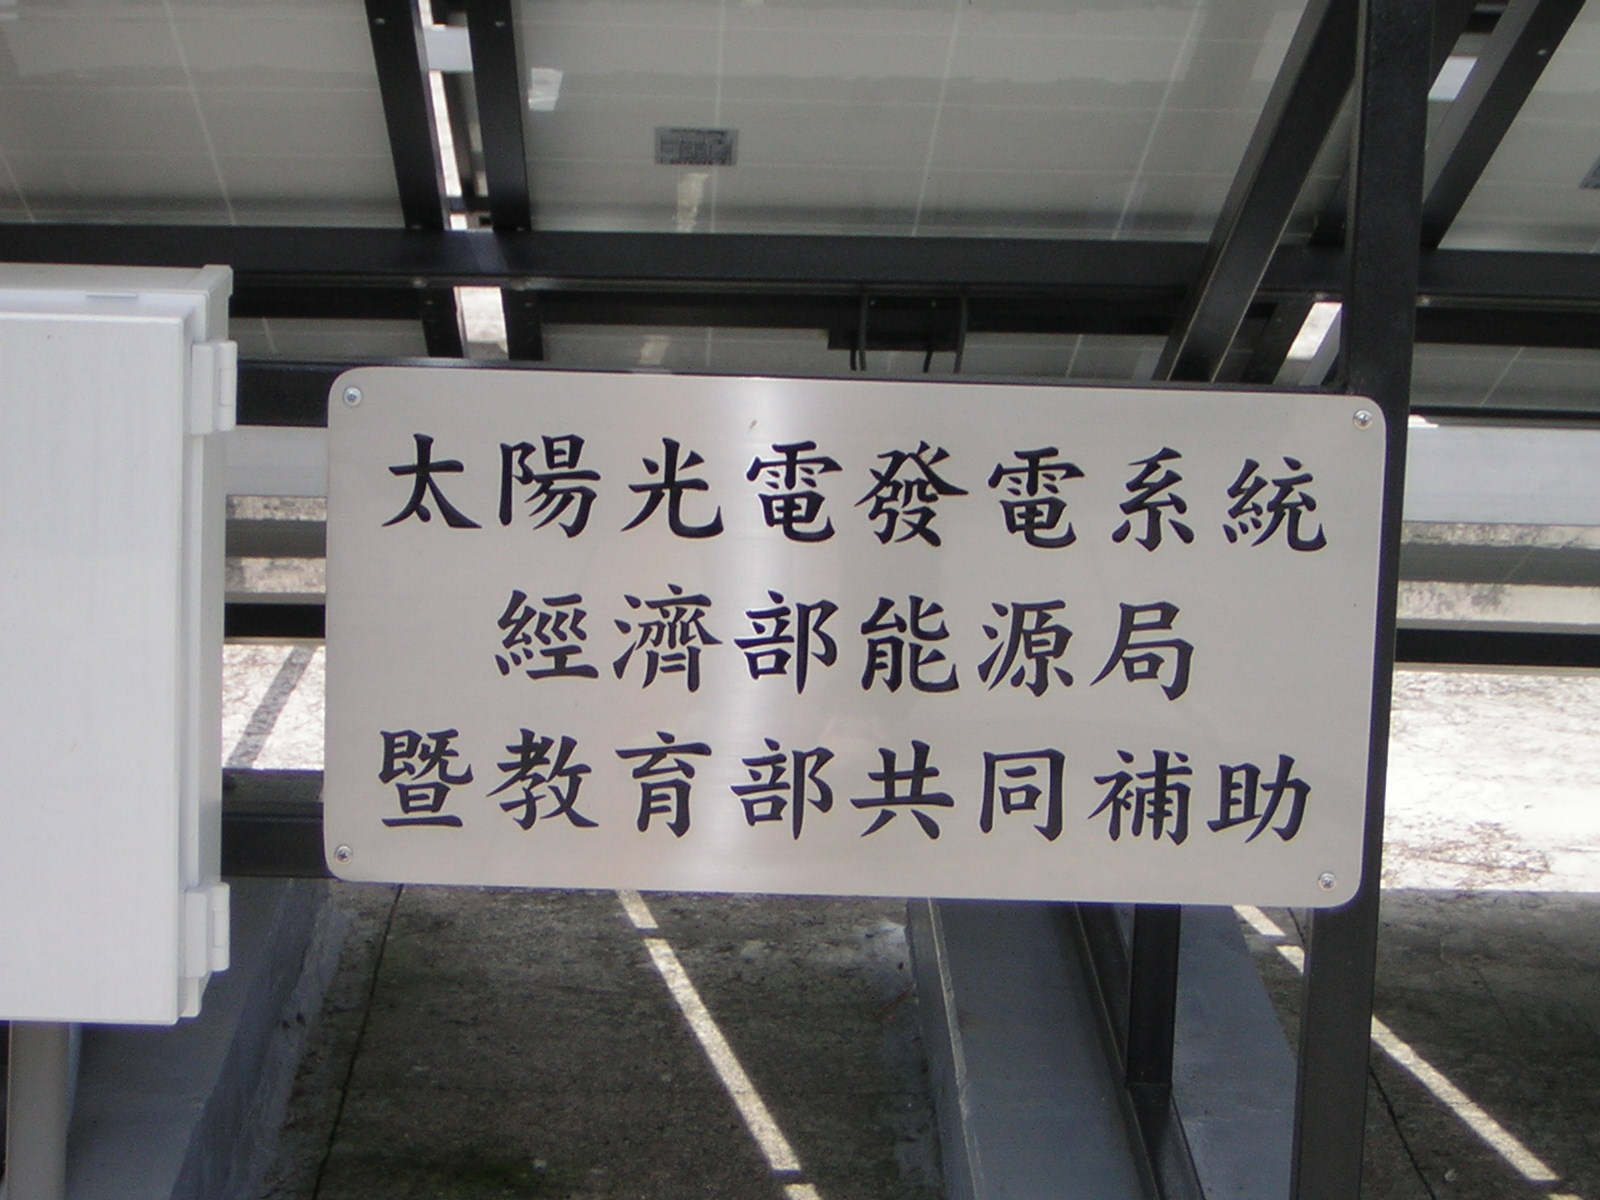 太陽光電發電系統
經濟部能源局
暨教育部共同補助